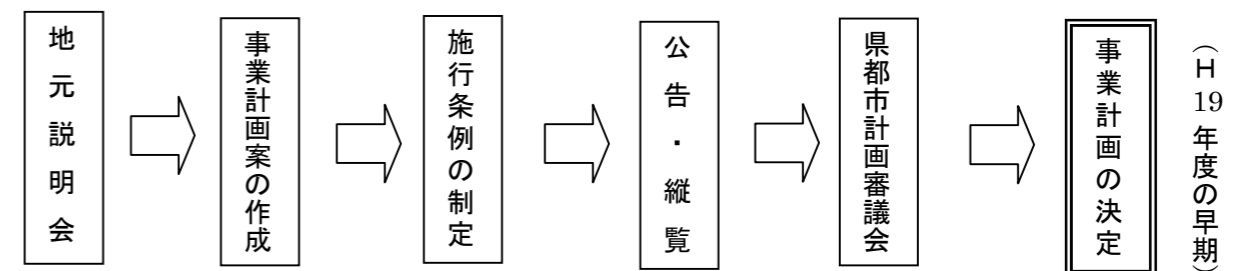 地元説明会
事業計画案の作成
施行条例の制定
公告・縦覧
県都市計画審議会
事業計画の決定
（H19年度の早期）